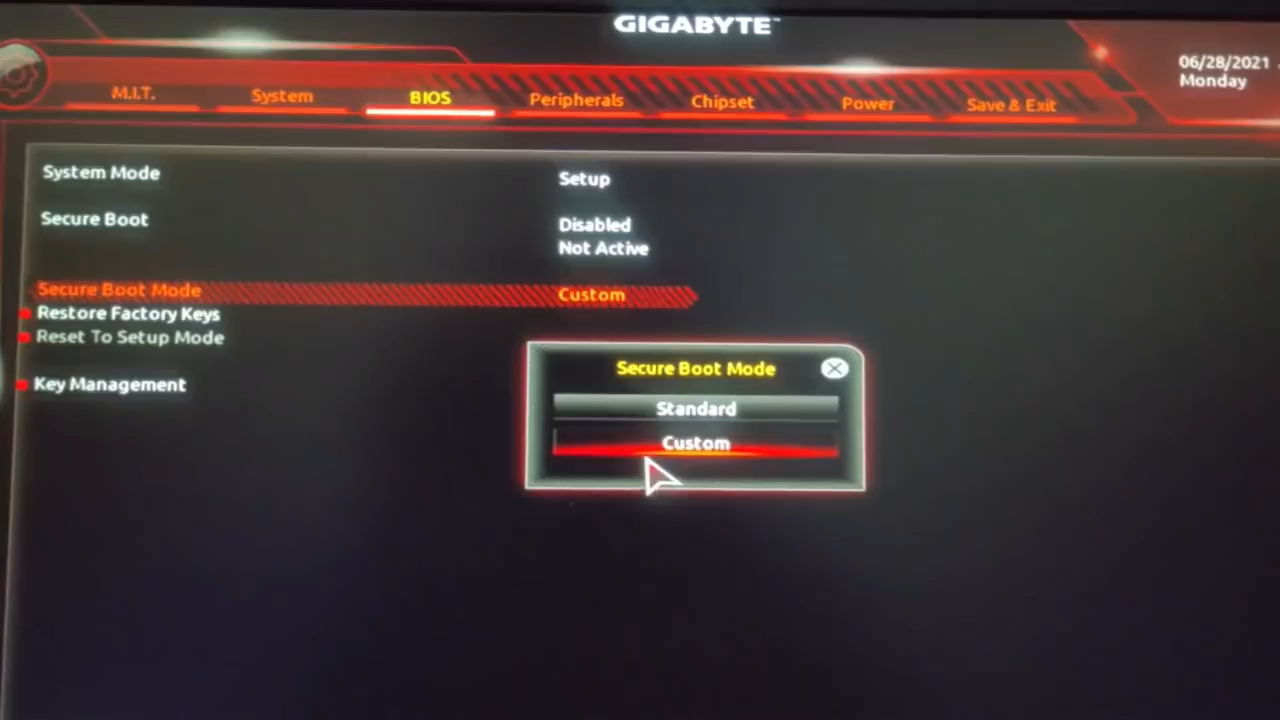 GIGABYTE™
06/28/2021
Monday
M.I.T. System BIOS Peripherals Chipset Power Save & Exit
System Mode Setup
Secure Boot Disabled
Not Active
Secure Boot Mode Custom
Restore Factory Keys
Reset To Setup Mode
Key Management
Secure Boot Mode
Standard
Custom